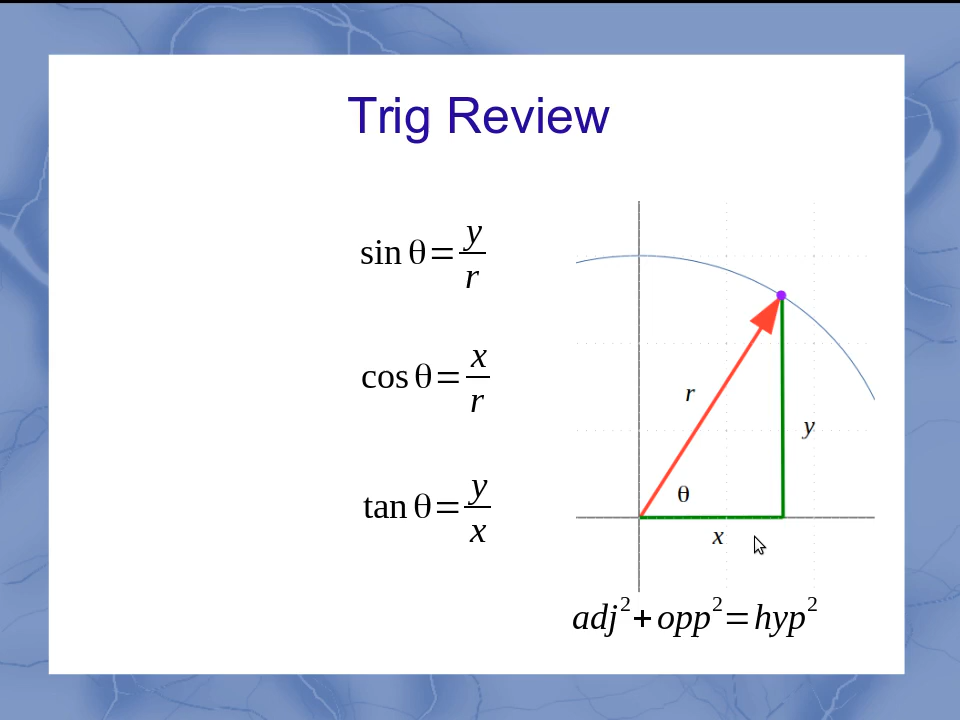 Trig Review
sin θ = y/r
cos θ = x/r
tan θ = y/x
r
y
θ
x
adj² + opp² = hyp²